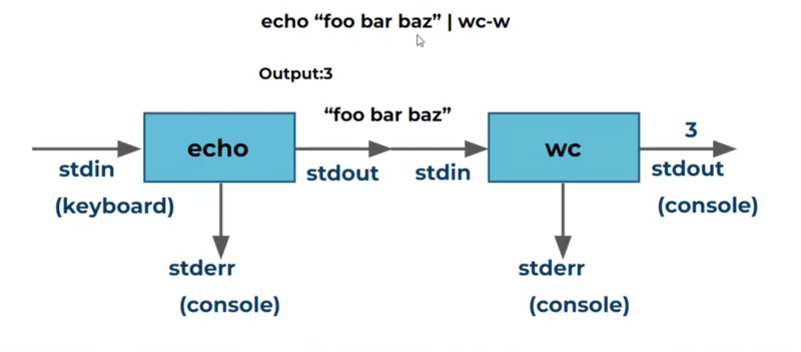 echo “foo bar baz” | wc-w
Output:3
“foo bar baz”
3
echo
wc
stdin
stdout
stdin
stdout
(keyboard)
(console)
stderr
stderr
(console)
(console)